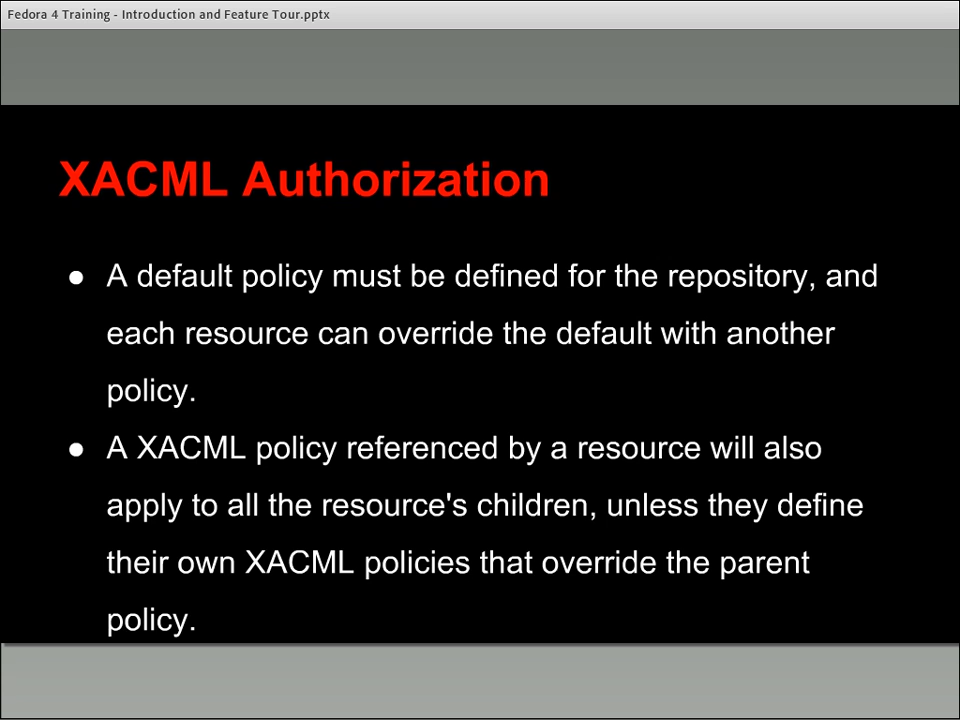 Fedora 4 Training - Introduction and Feature Tour.pptx
XACML Authorization
● A default policy must be defined for the repository, and
each resource can override the default with another
policy.
● A XACML policy referenced by a resource will also
apply to all the resource's children, unless they define
their own XACML policies that override the parent
policy.